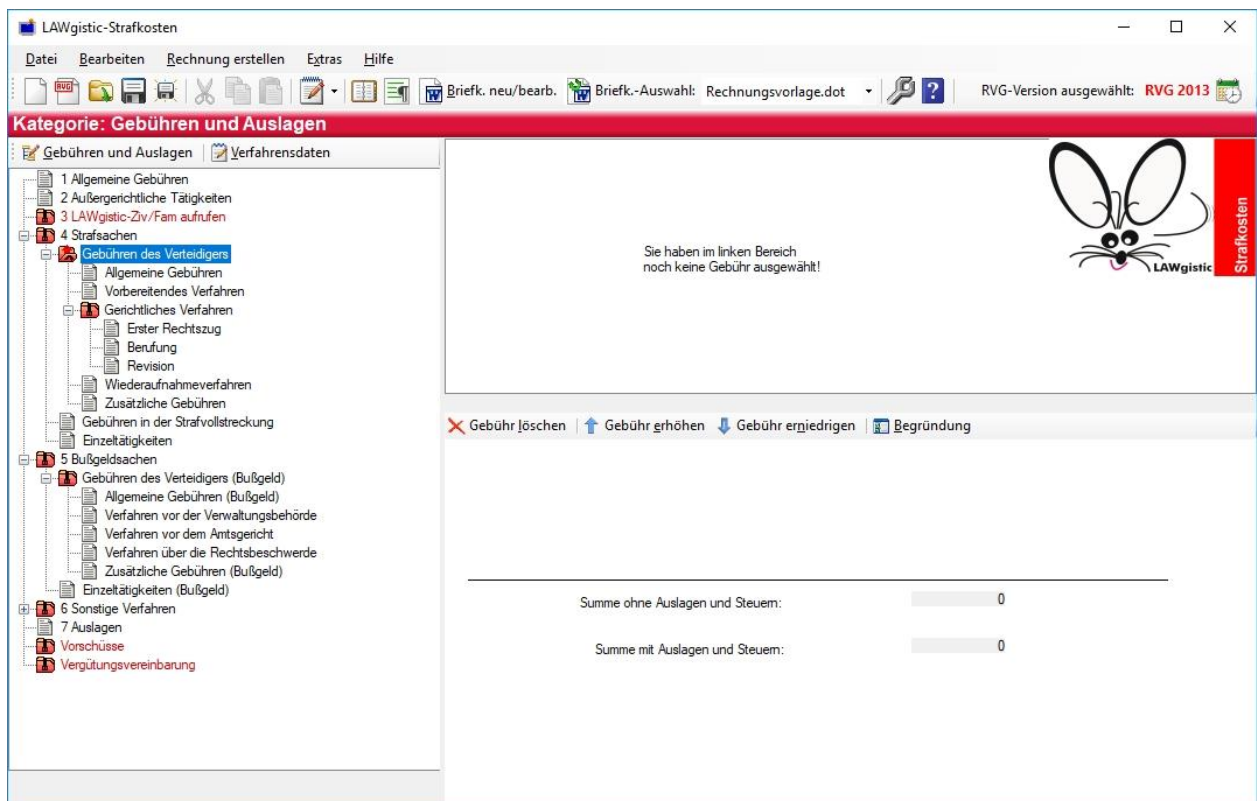 LAWgistic-Strafkosten
Datei Bearbeiten Rechnung erstellen Extras Hilfe
RVG Briefk. neu/bearb. Briefk.-Auswahl: Rechnungsvorlage.dot RVG-Version ausgewählt: RVG 2013
Kategorie: Gebühren und Auslagen
Gebühren und Auslagen Verfahrensdaten
1 Allgemeine Gebühren
2 Außergerichtliche Tätigkeiten
3 LAWgistic-Ziv/Fam aufrufen
4 Strafsachen
Gebühren des Verteidigers
Allgemeine Gebühren
Vorbereitendes Verfahren
Gerichtliches Verfahren
Erster Rechtszug
Berufung
Revision
Wiederaufnahmeverfahren
Zusätzliche Gebühren
Gebühren in der Strafvollstreckung
Einzeltätigkeiten
5 Bußgeldsachen
Gebühren des Verteidigers (Bußgeld)
Allgemeine Gebühren (Bußgeld)
Verfahren vor der Verwaltungsbehörde
Verfahren vor dem Amtsgericht
Verfahren über die Rechtsbeschwerde
Zusätzliche Gebühren (Bußgeld)
Einzeltätigkeiten (Bußgeld)
6 Sonstige Verfahren
7 Auslagen
Vorschüsse
Vergütungsvereinbarung
Sie haben im linken Bereich
noch keine Gebühr ausgewählt!
LAWgistic
Strafkosten
Gebühr löschen Gebühr erhöhen Gebühr erniedrigen Begründung
Summe ohne Auslagen und Steuern: 0
Summe mit Auslagen und Steuern: 0